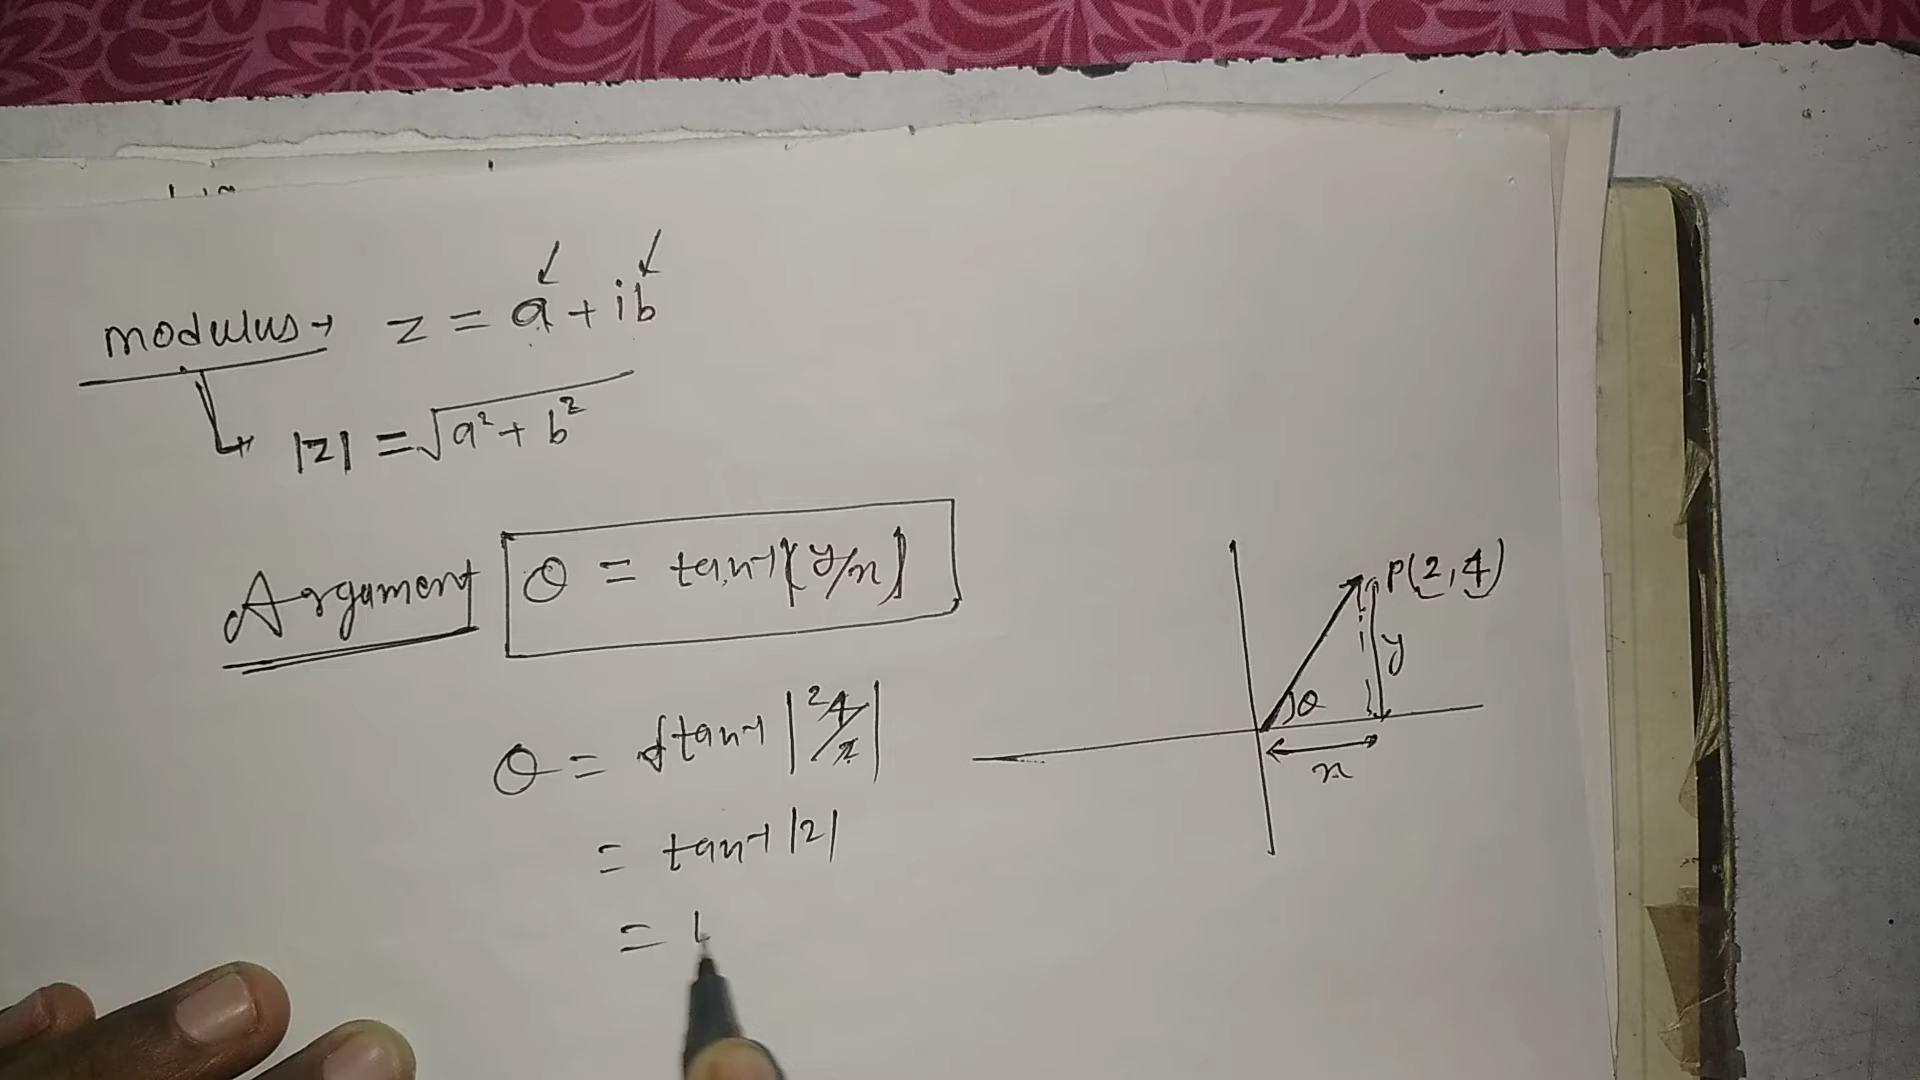 modulus → z = a + ib
|z| = √a² + b²
Argument θ = tan-1(y/x)
P(2,4)
y
θ
x
θ = tan-1 |4/2|
= tan-1 |2|
=